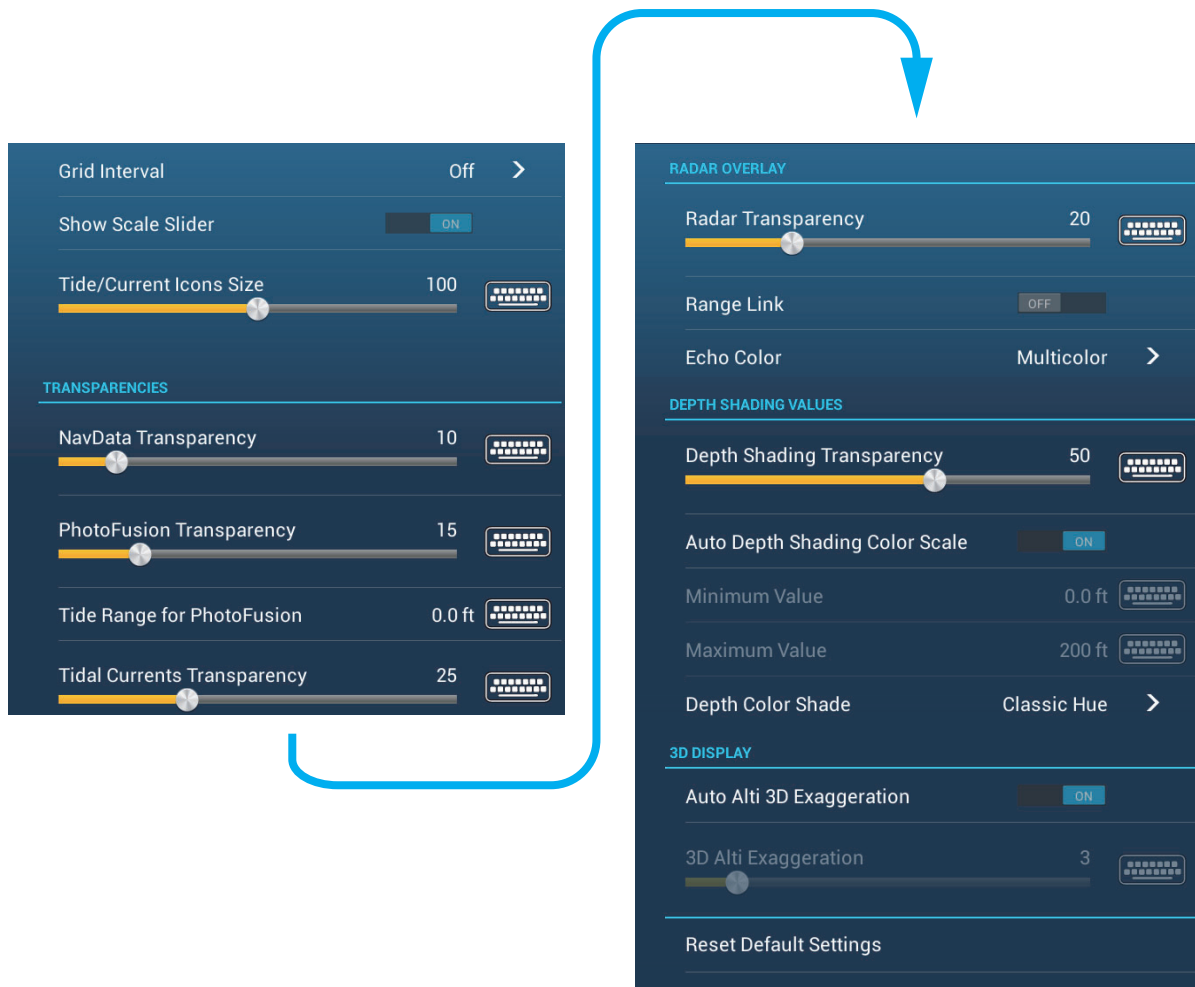 Grid Interval Off
Show Scale Slider ON
Tide/Current Icons Size 100
TRANSPARENCIES
NavData Transparency 10
PhotoFusion Transparency 15
Tide Range for PhotoFusion 0.0 ft
Tidal Currents Transparency 25
RADAR OVERLAY
Radar Transparency 20
Range Link OFF
Echo Color Multicolor
DEPTH SHADING VALUES
Depth Shading Transparency 50
Auto Depth Shading Color Scale ON
Minimum Value 0.0 ft
Maximum Value 200 ft
Depth Color Shade Classic Hue
3D DISPLAY
Auto Alti 3D Exaggeration ON
3D Alti Exaggeration 3
Reset Default Settings